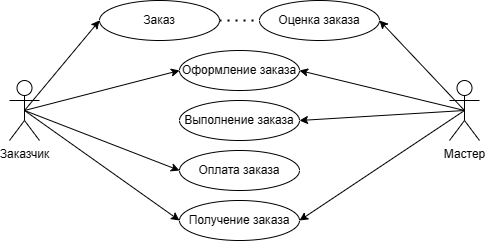 Заказ
Оценка заказа
Оформление заказа
Выполнение заказа
Заказчик
Мастер
Оплата заказа
Получение заказа